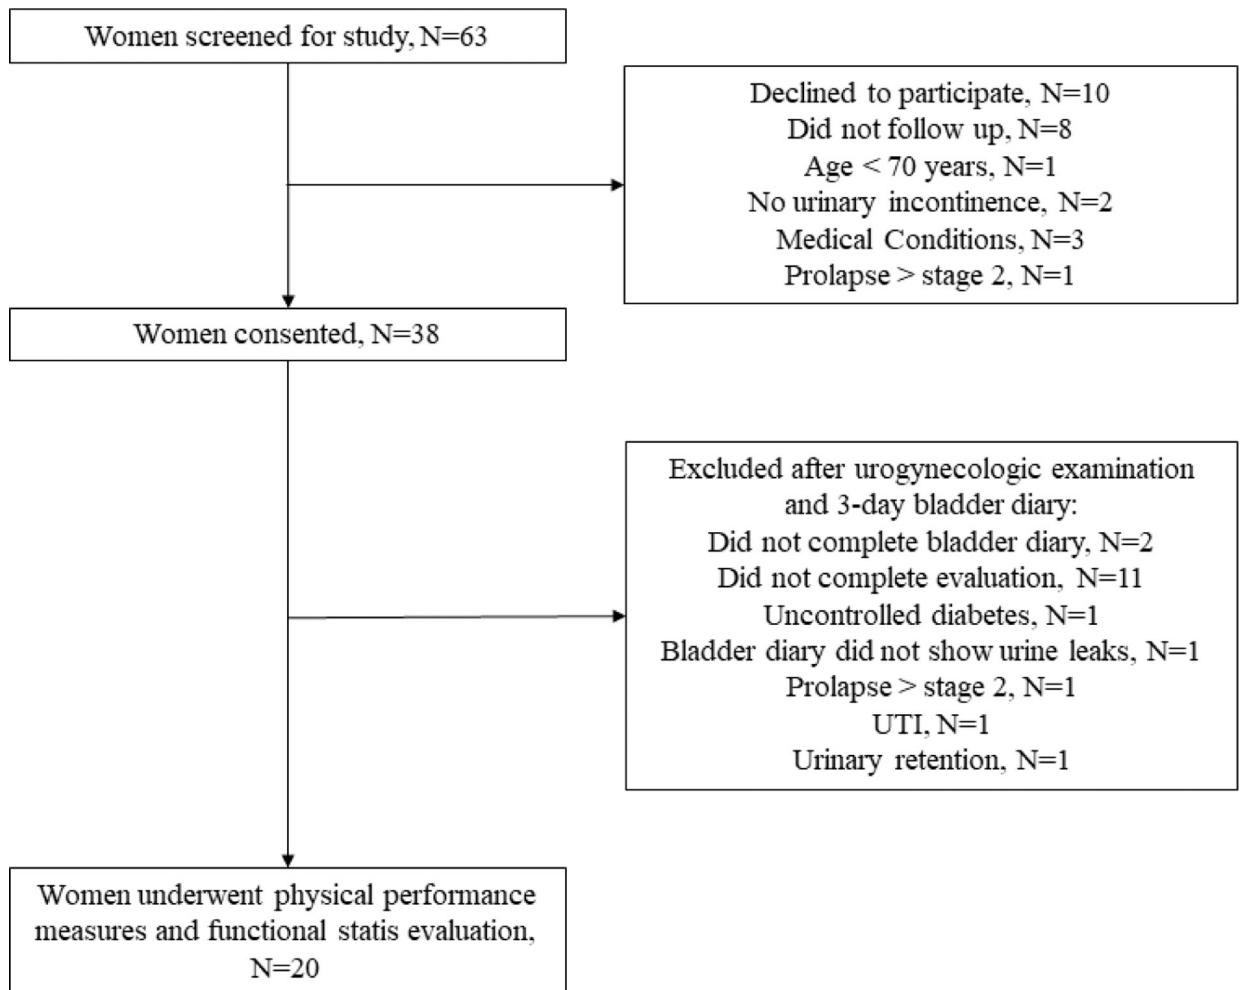 Women screened for study, N=63
Declined to participate, N=10
Did not follow up, N=8
Age < 70 years, N=1
No urinary incontinence, N=2
Medical Conditions, N=3
Prolapse > stage 2, N=1
Women consented, N=38
Excluded after urogynecologic examination
and 3-day bladder diary:
Did not complete bladder diary, N=2
Did not complete evaluation, N=11
Uncontrolled diabetes, N=1
Bladder diary did not show urine leaks, N=1
Prolapse > stage 2, N=1
UTI, N=1
Urinary retention, N=1
Women underwent physical performance
measures and functional statis evaluation,
N=20